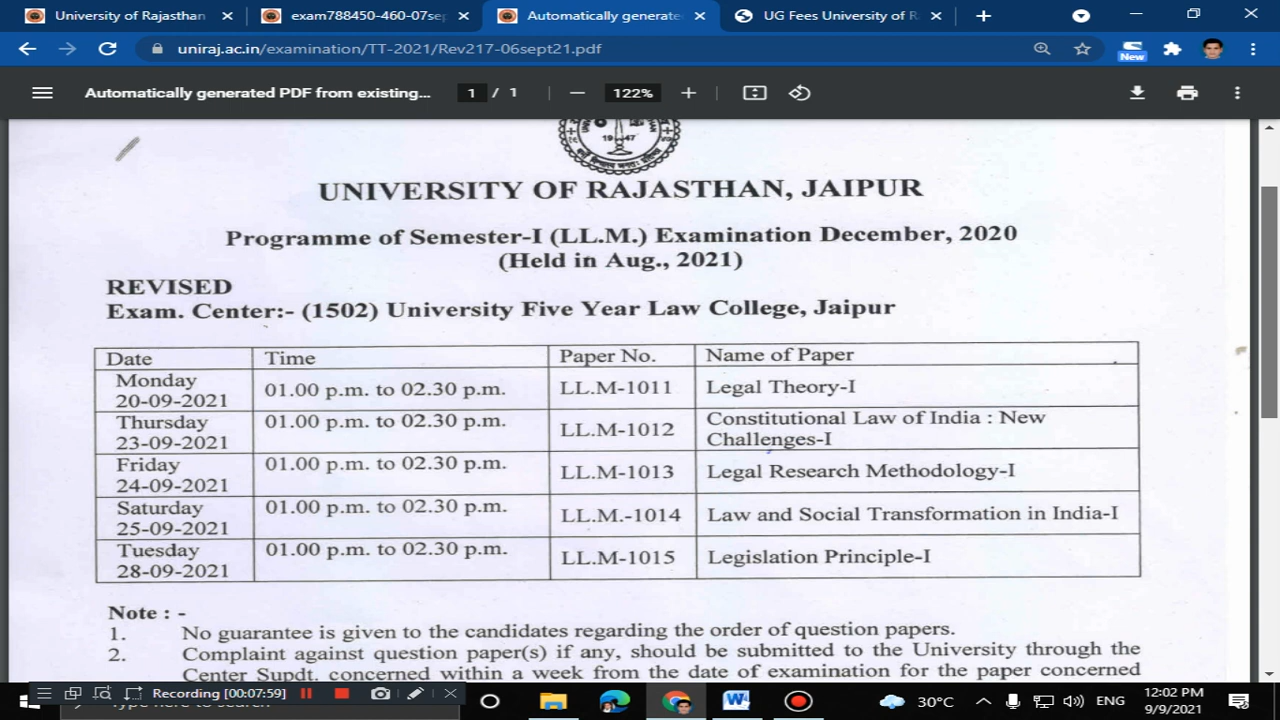 University of Rajasthan
exam788450-460-07sep
Automatically generate
UG Fees University of R
uniraj.ac.in/examination/TT-2021/Rev217-06sept21.pdf
New
Automatically generated PDF from existing...
1 / 1
122%
1947
UNIVERSITY OF RAJASTHAN, JAIPUR
Programme of Semester-I (LL.M.) Examination December, 2020
(Held in Aug., 2021)
REVISED
Exam. Center:- (1502) University Five Year Law College, Jaipur
Date Time Paper No. Name of Paper
Monday
20-09-2021 01.00 p.m. to 02.30 p.m. LL.M-1011 Legal Theory-I
Thursday 01.00 p.m. to 02.30 p.m. LL.M-1012 Constitutional Law of India : New
23-09-2021 Challenges-I
Friday 01.00 p.m. to 02.30 p.m. LL.M-1013 Legal Research Methodology-I
24-09-2021
Saturday 01.00 p.m. to 02.30 p.m. LL.M.-1014 Law and Social Transformation in India-I
25-09-2021
Tuesday 01.00 p.m. to 02.30 p.m. LL.M-1015 Legislation Principle-I
28-09-2021
Note : -
1. No guarantee is given to the candidates regarding the order of question papers.
2. Complaint against question paper(s) if any, should be submitted to the University through the
Center Supdt. concerned within a week from the date of examination for the paper concerned
Recording [00:07:59]
Type here to search
30°C
ENG
12:02 PM
9/9/2021